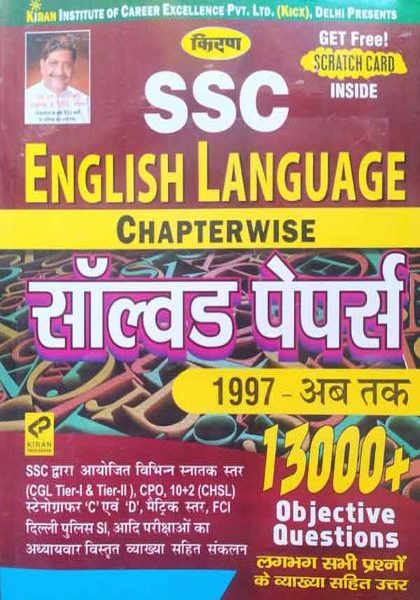 KIRAN INSTITUTE OF CAREER EXCELLENCE PVT. LTD. (KICX), DELHI PRESENTS
किरण
GET Free!
SCRATCH CARD
INSIDE
SSC
ENGLISH LANGUAGE
CHAPTERWISE
सॉल्वड पेपर्स
1997 - अब तक
KIRAN
13000+
Objective
Questions
SSC द्वारा आयोजित विभिन्न स्नातक स्तर
(CGL Tier-I & Tier-II), CPO, 10+2 (CHSL)
स्टेनोग्राफर 'C' एवं 'D', मैट्रिक स्तर, FCI
दिल्ली पुलिस SI, आदि परीक्षाओं का
अध्यायवार विस्तृत व्याख्या सहित संकलन
लगभग सभी प्रश्नों
के व्याख्या सहित उत्तर